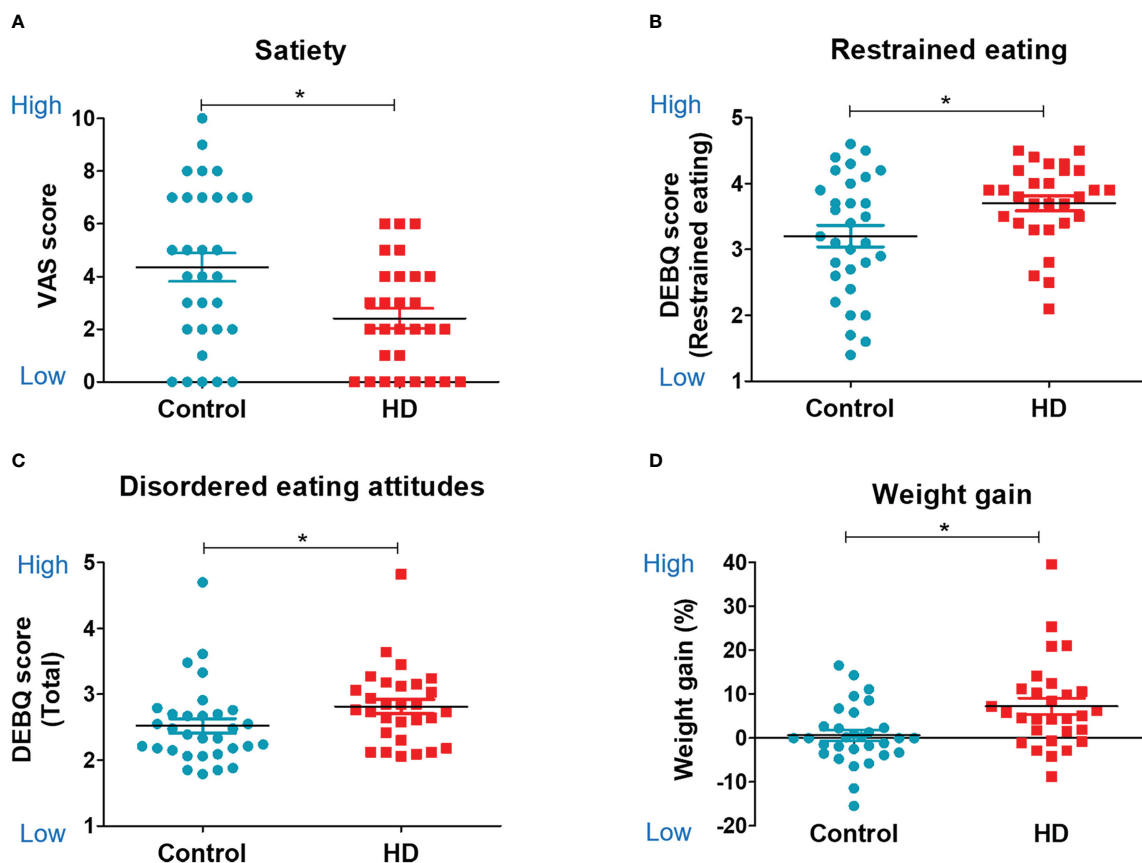 A
Satiety
High
*
VAS score
10
8
6
4
2
0
Low
Control
HD
B
Restrained eating
High
*
DEBQ score
(Restrained eating)
5
4
3
2
1
Low
Control
HD
C
Disordered eating attitudes
High
*
DEBQ score
(Total)
5
4
3
2
1
Low
Control
HD
D
Weight gain
High
*
Weight gain (%)
40
30
20
10
0
-10
-20
Low
Control
HD